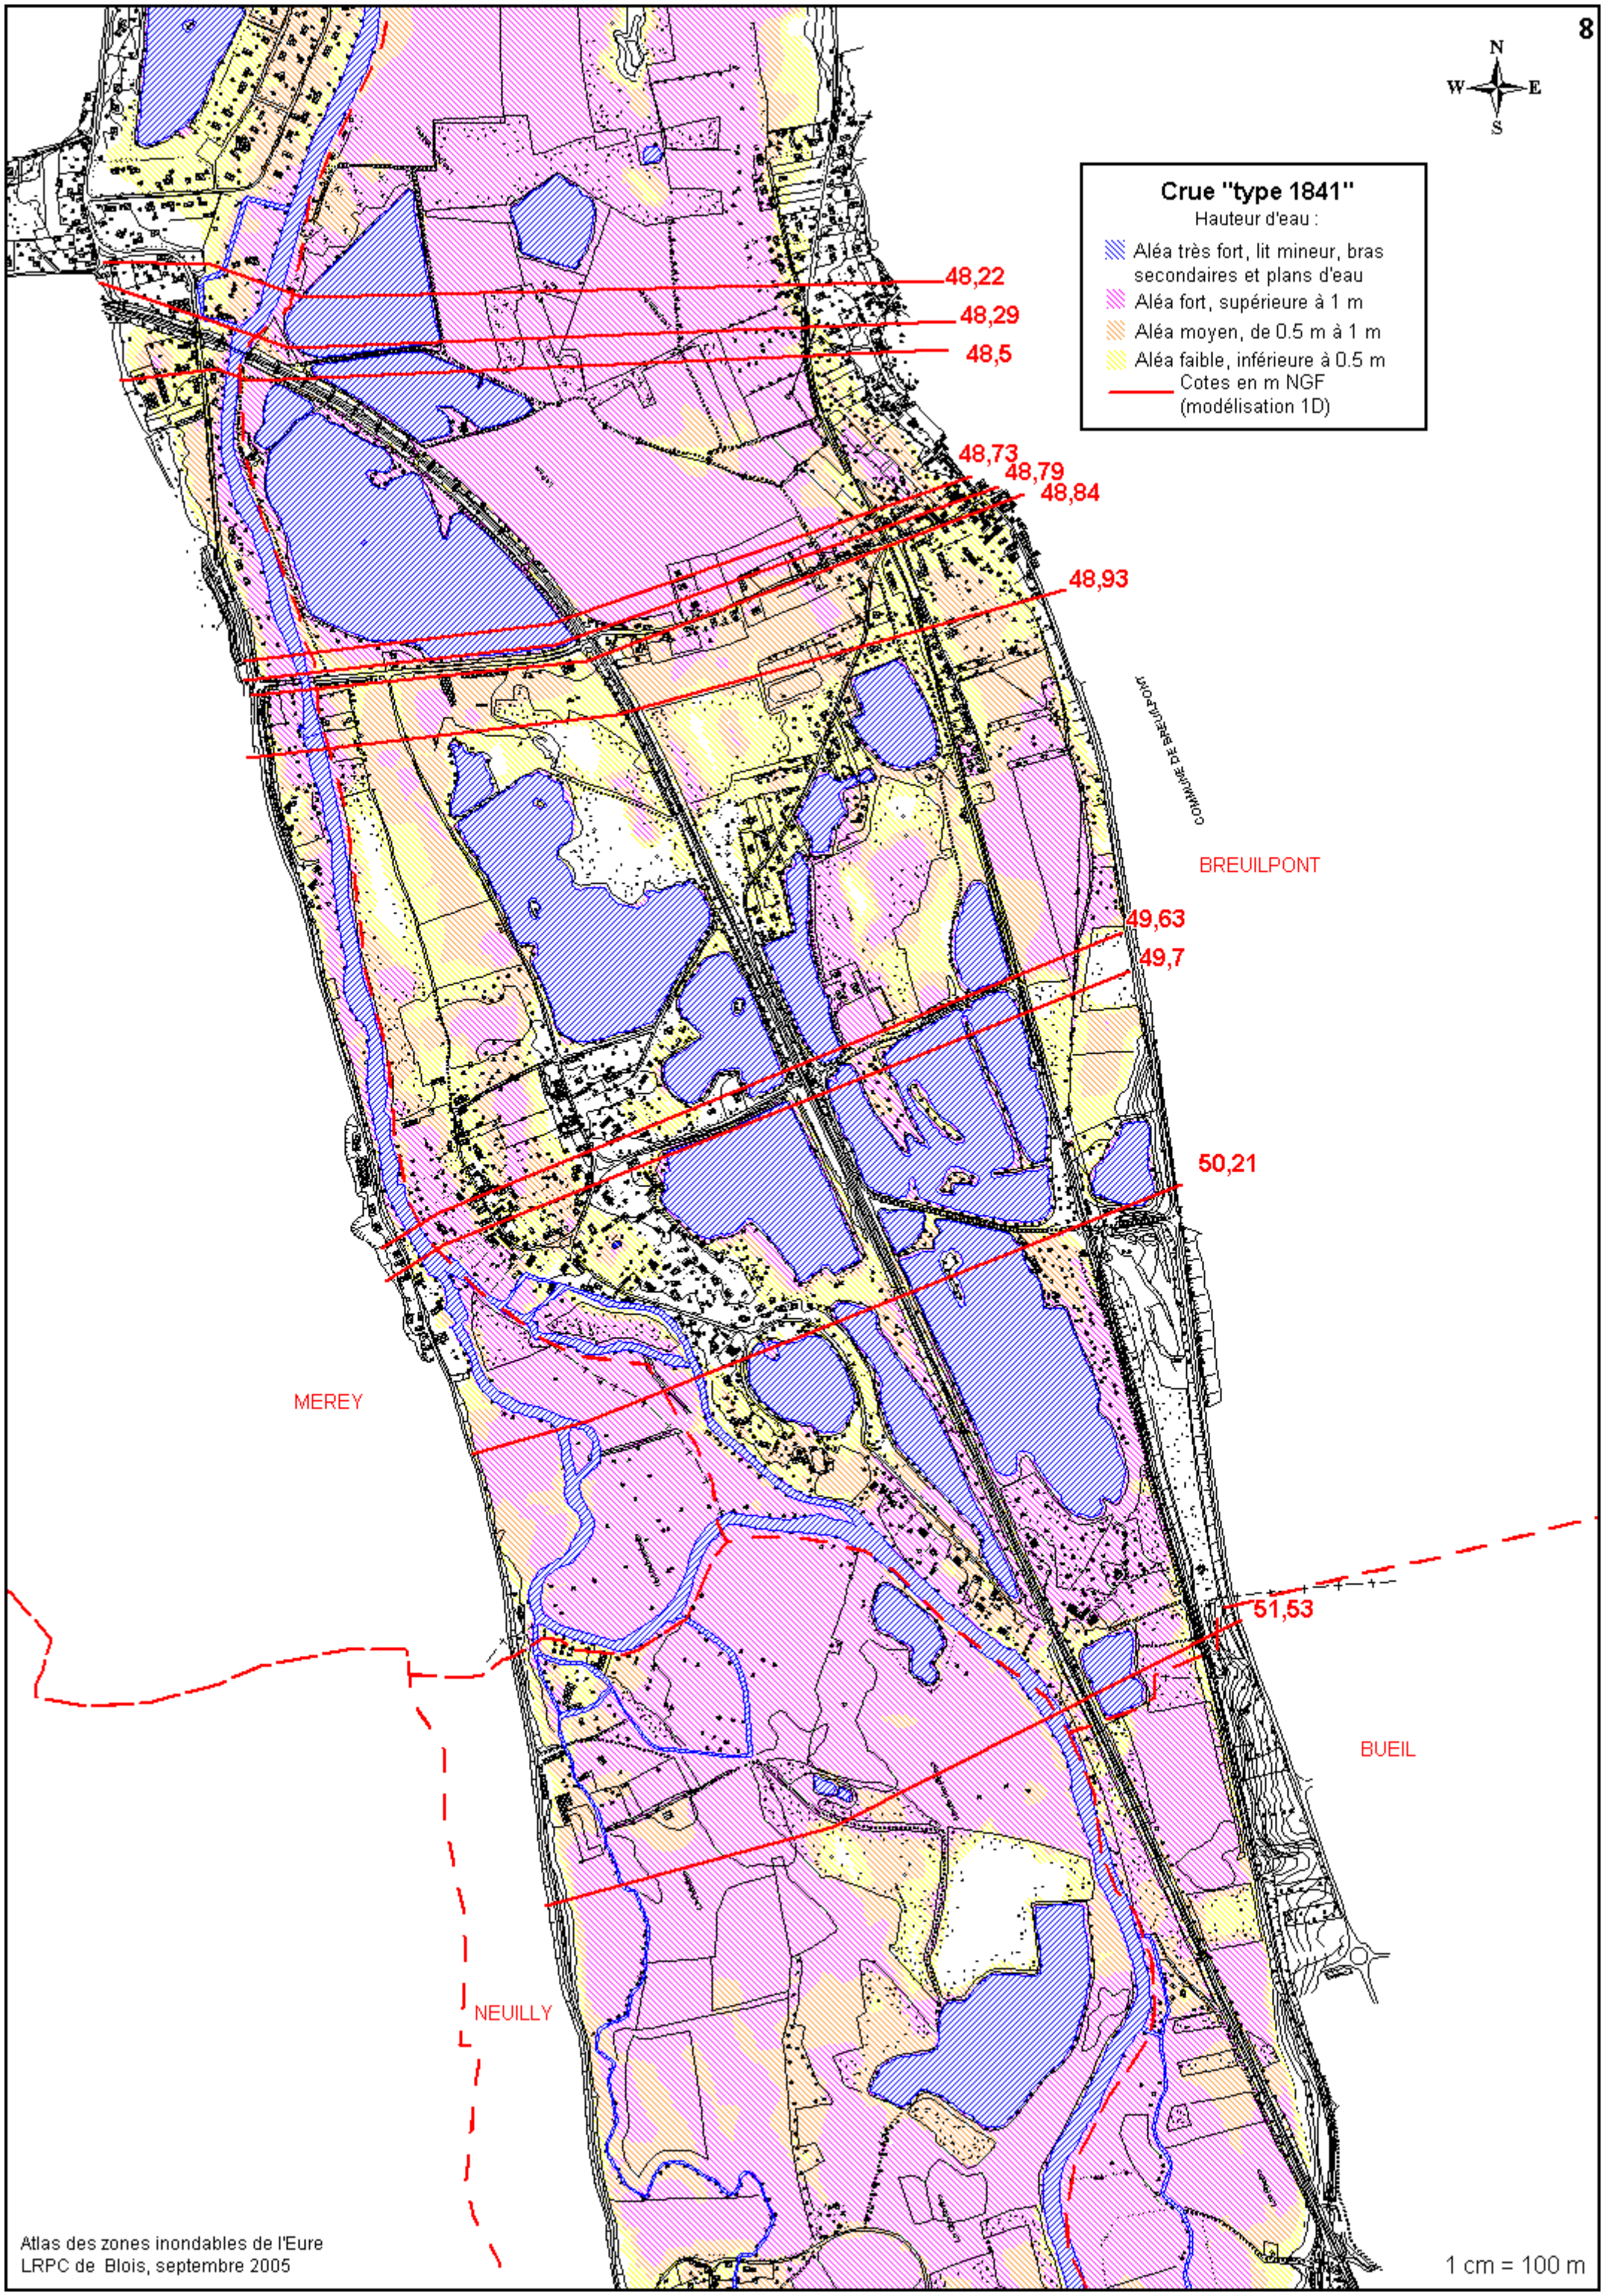 8
N
W E
S
Crue "type 1841"
Hauteur d'eau :
Aléa très fort, lit mineur, bras
secondaires et plans d'eau
Aléa fort, supérieure à 1 m
Aléa moyen, de 0.5 m à 1 m
Aléa faible, inférieure à 0.5 m
Cotes en m NGF
(modélisation 1D)
48,22
48,29
48,5
48,73
48,79
48,84
48,93
COMMUNE DE BREUILPONT
BREUILPONT
49,63
49,7
50,21
MEREY
51,53
BUEIL
NEUILLY
Atlas des zones inondables de l'Eure
LRPC de Blois, septembre 2005
1 cm = 100 m